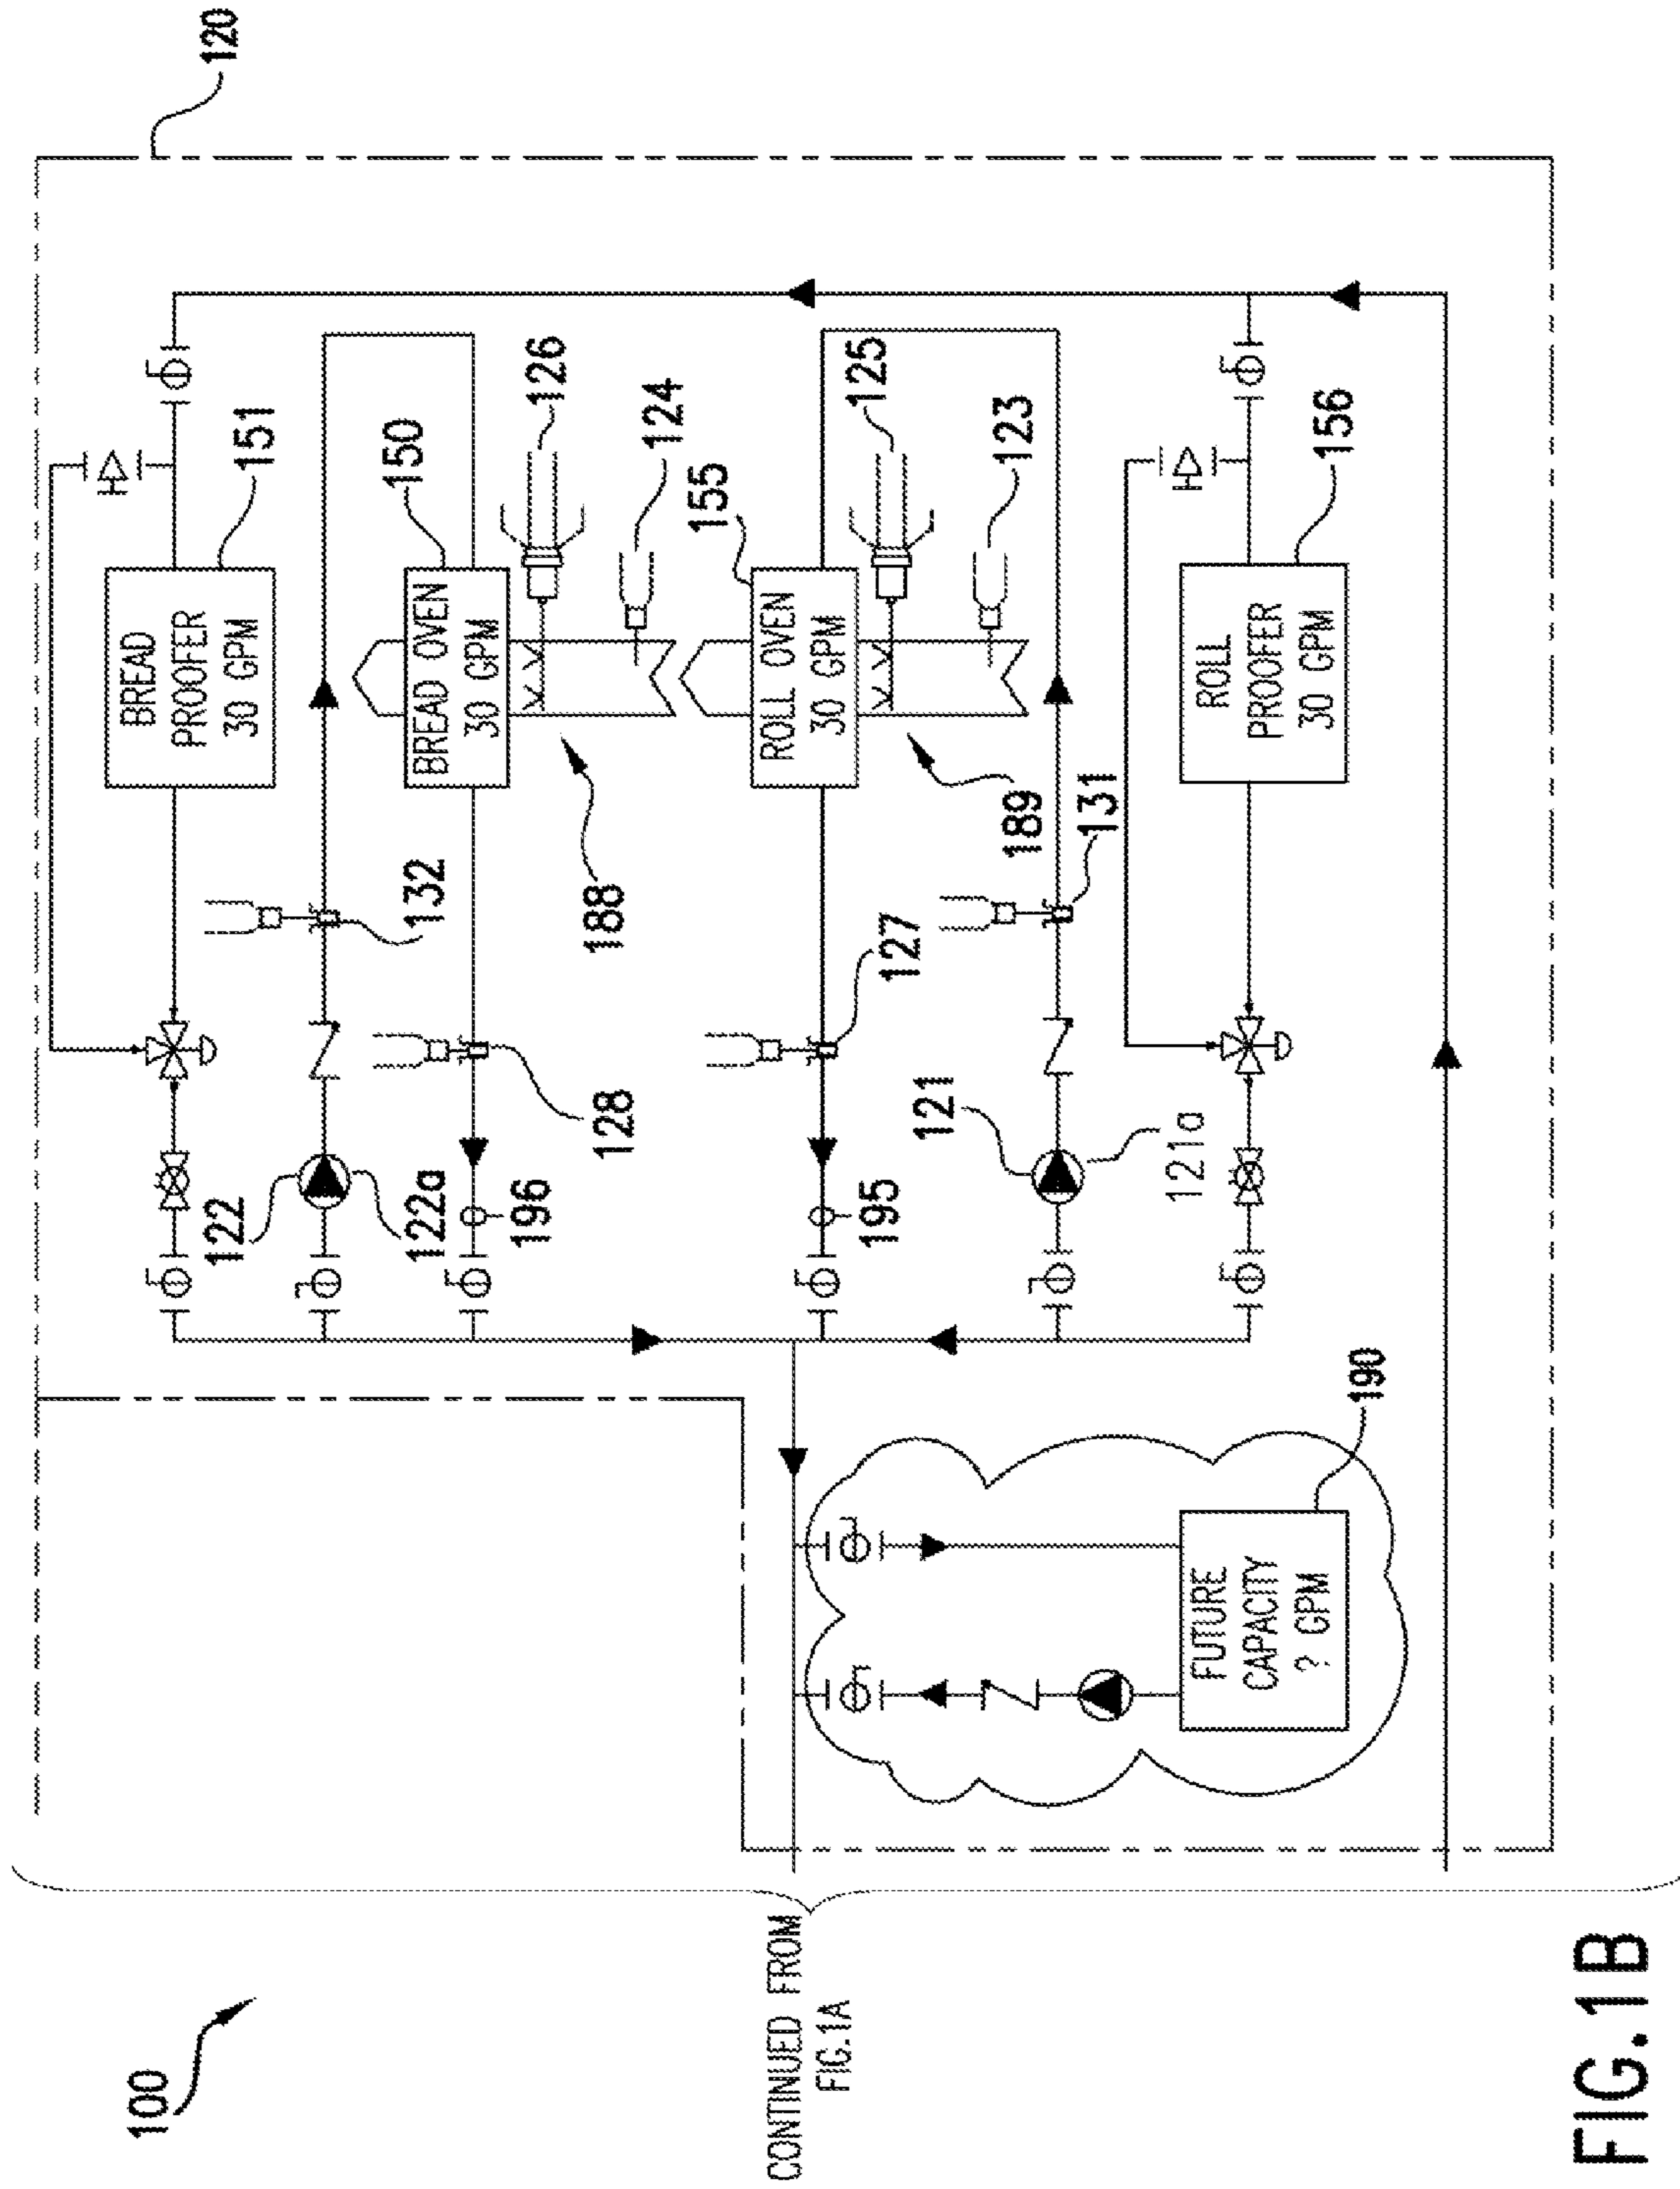 100
CONTINUED FROM
FIG.1A
120
BREAD
PROOFER
30 GPM
151
122
122a
132
BREAD OVEN
30 GPM
150
126
124
128
196
188
ROLL OVEN
30 GPM
155
125
123
127
195
189
131
121
121a
ROLL
PROOFER
30 GPM
156
FUTURE
CAPACITY
? GPM
190
FIG.1B